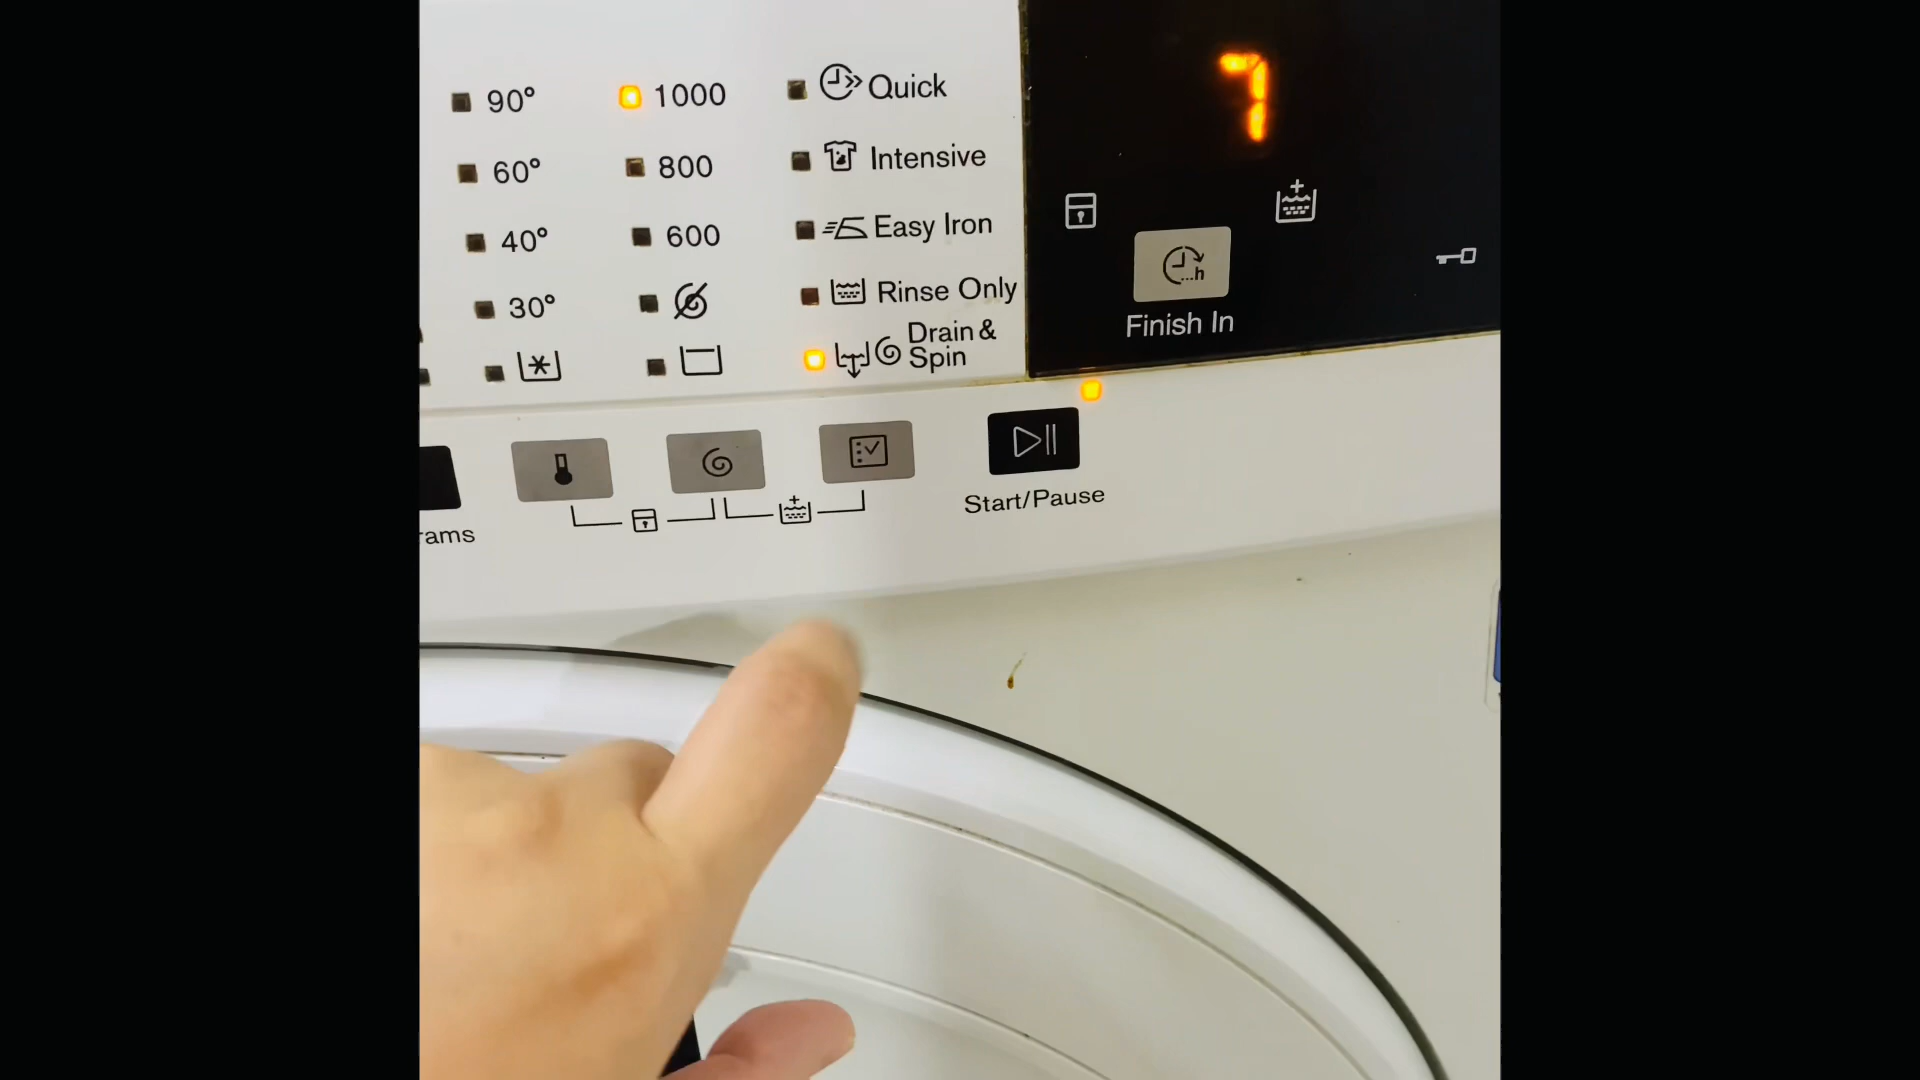 90° 1000 Quick
60° 800 Intensive
40° 600 Easy Iron
30° Rinse Only
Drain &
Spin
7
...h
Finish In
Start/Pause
rams